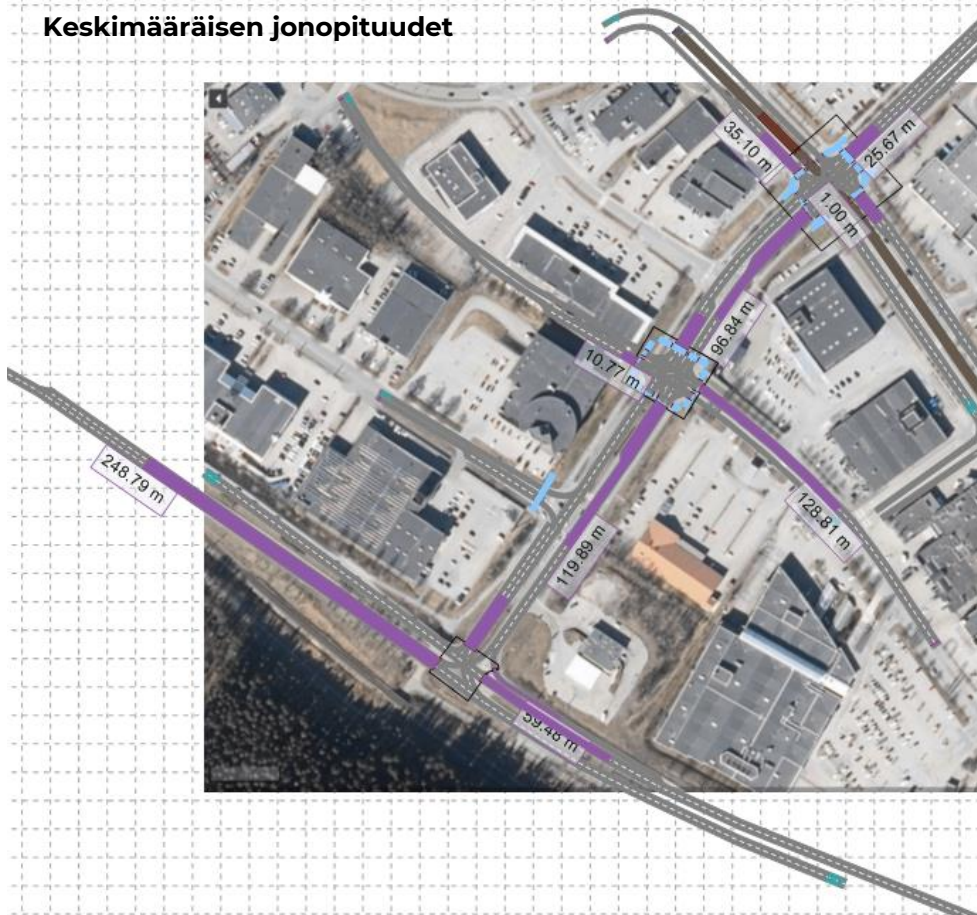 Keskimääräisen jonopituudet
35.10 m
25.67 m
1.00 m
96.84 m
10.77 m
248.79 m
128.81 m
119.89 m
59.48 m